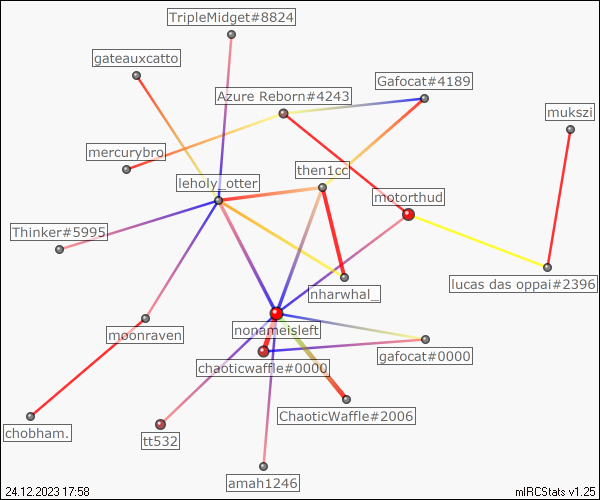 TripleMidget#8824
gateauxcatto
Gafocat#4189
Azure Reborn#4243
mukszi
mercurybro
then1cc
leholy_otter
motorthud
Thinker#5995
lucas das oppai#2396
nharwhal_
nonameisleft
moonraven
gafocat#0000
chaoticwaffle#0000
ChaoticWaffle#2006
chobham.
tt532
amah1246
24.12.2023 17:58
mIRCStats v1.25